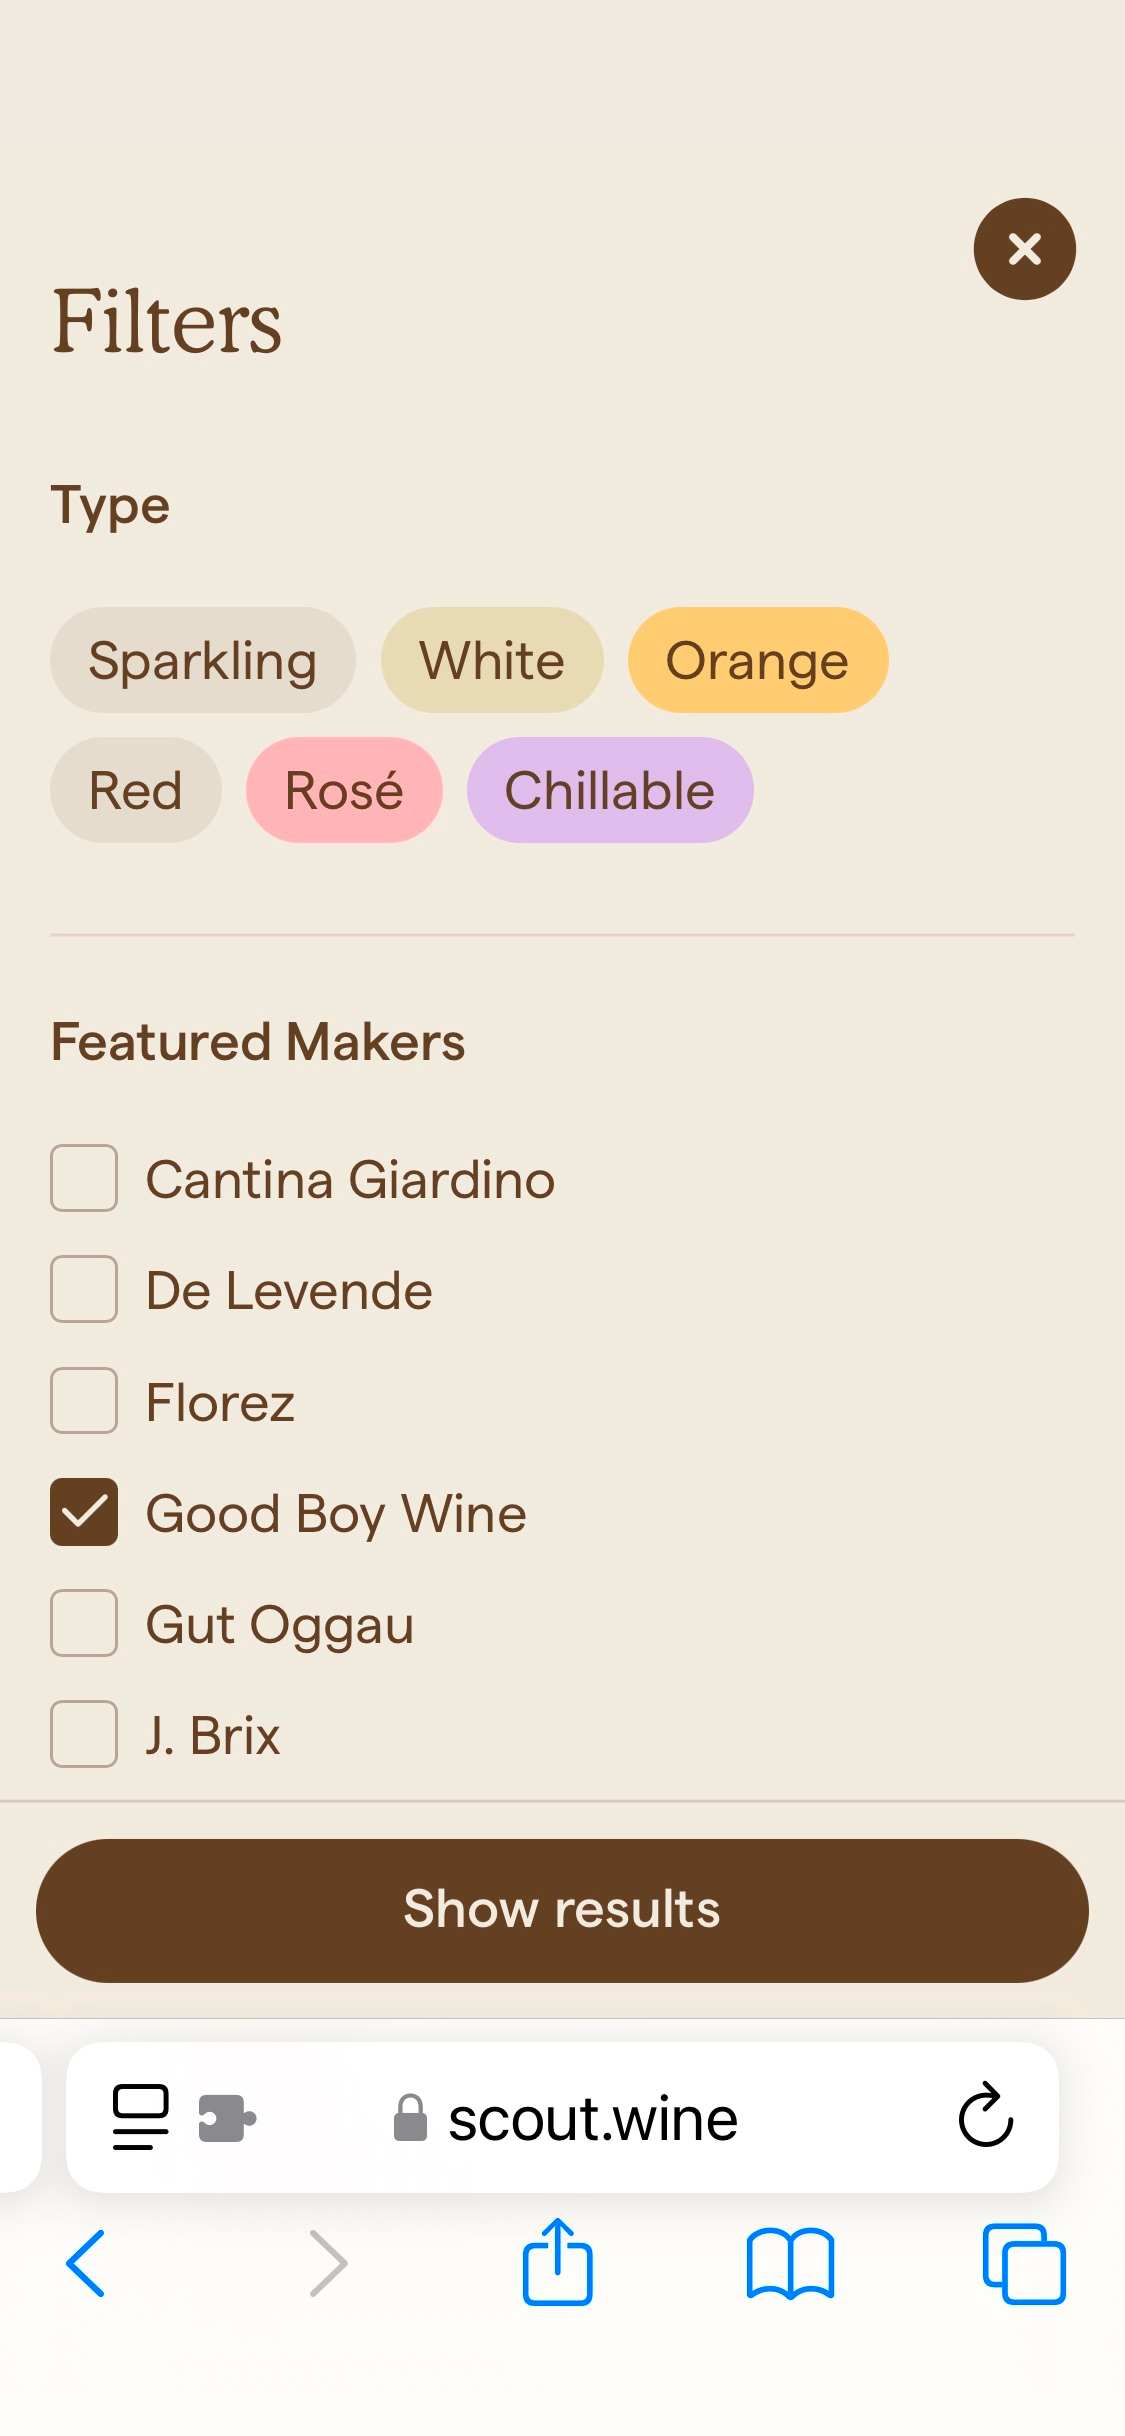 Filters
Type
Sparkling White Orange
Red Rosé Chillable
Featured Makers
Cantina Giardino
De Levende
Florez
Good Boy Wine
Gut Oggau
J. Brix
Show results
scout.wine